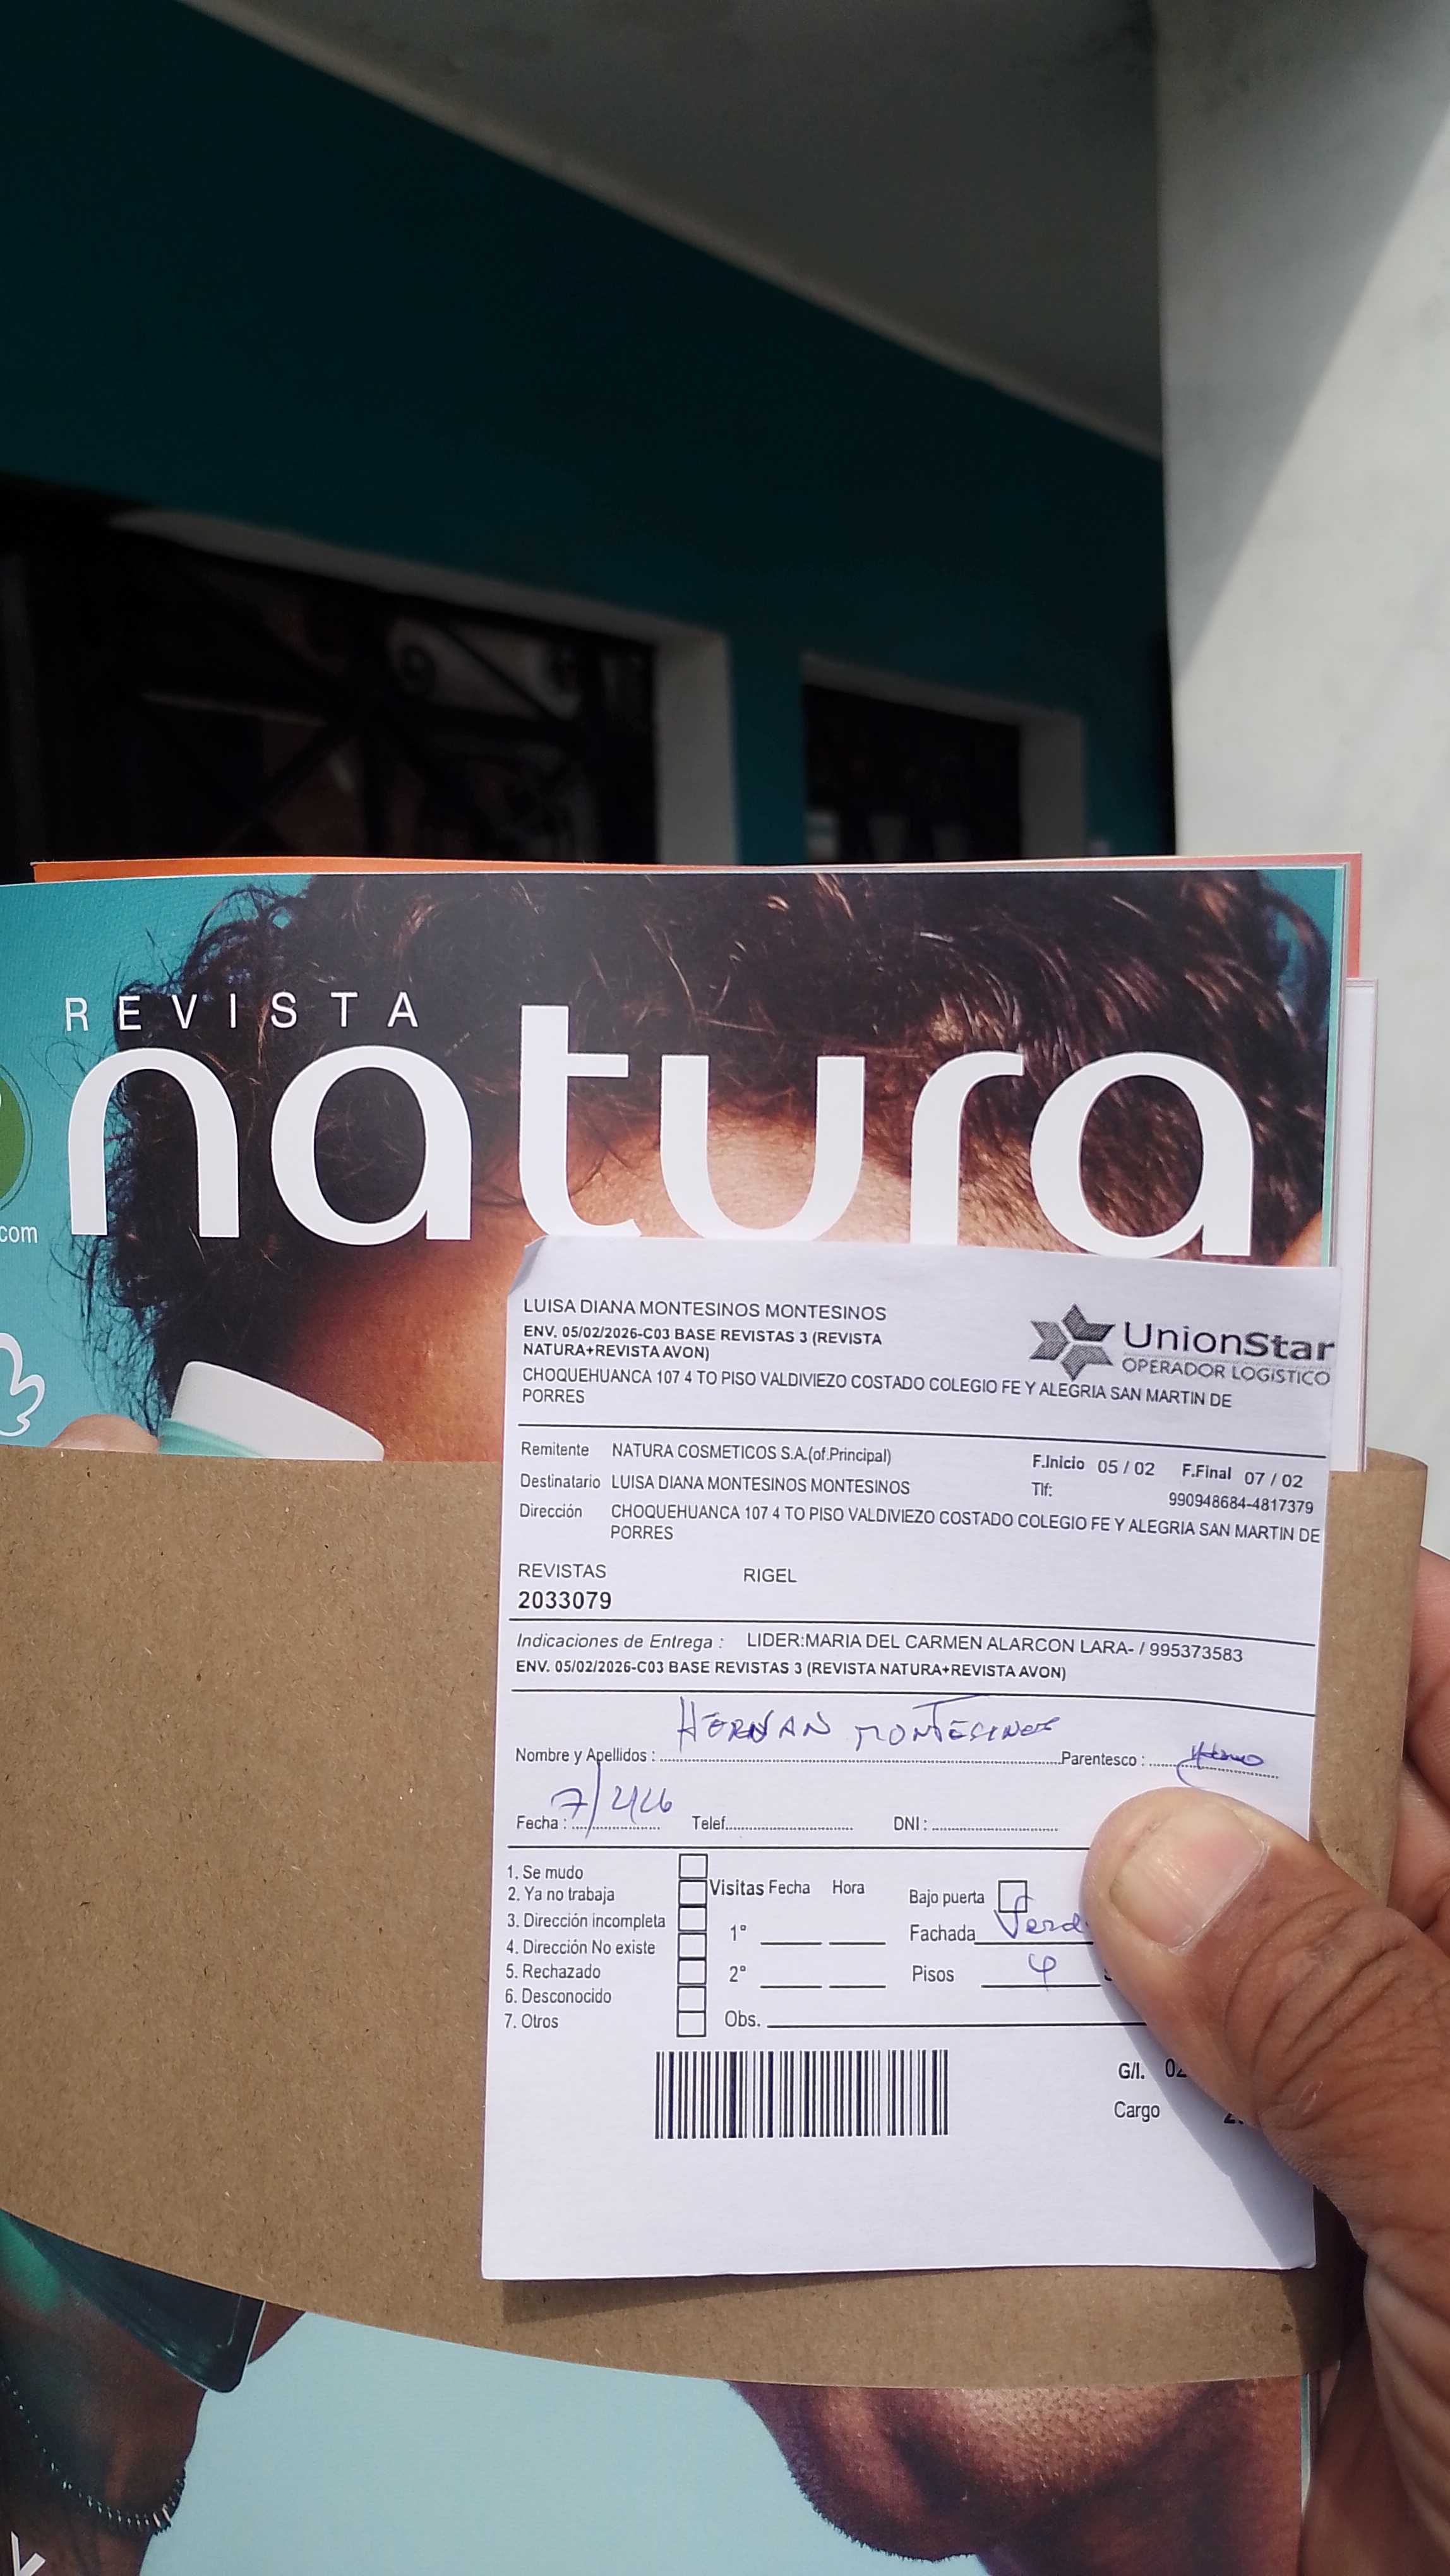 REVISTA
natura
com
LUISA DIANA MONTESINOS MONTESINOS
ENV. 05/02/2026-C03 BASE REVISTAS 3 (REVISTA
NATURA+REVISTA AVON)
CHOQUEHUANCA 107 4 TO PISO VALDIVIEZO COSTADO COLEGIO FE Y ALEGRIA SAN MARTIN DE
PORRES
UnionStar
OPERADOR LOGISTICO
Remitente NATURA COSMETICOS S.A.(of.Principal) F.Inicio 05 / 02 F.Final 07 / 02
Destinatario LUISA DIANA MONTESINOS MONTESINOS Tlf: 990948684-4817379
Dirección CHOQUEHUANCA 107 4 TO PISO VALDIVIEZO COSTADO COLEGIO FE Y ALEGRIA SAN MARTIN DE
PORRES
REVISTAS RIGEL
2033079
Indicaciones de Entrega : LIDER:MARIA DEL CARMEN ALARCON LARA- / 995373583
ENV. 05/02/2026-C03 BASE REVISTAS 3 (REVISTA NATURA+REVISTA AVON)
Nombre y Apellidos : HERNAN MONTESINOS Parentesco :
Fecha : 7/2/26 Telef. DNI :
1. Se mudo
2. Ya no trabaja Visitas Fecha Hora Bajo puerta
3. Dirección incompleta 1° Fachada Verd
4. Dirección No existe
5. Rechazado 2° Pisos 4
6. Desconocido
7. Otros Obs.
G/I. 02
Cargo